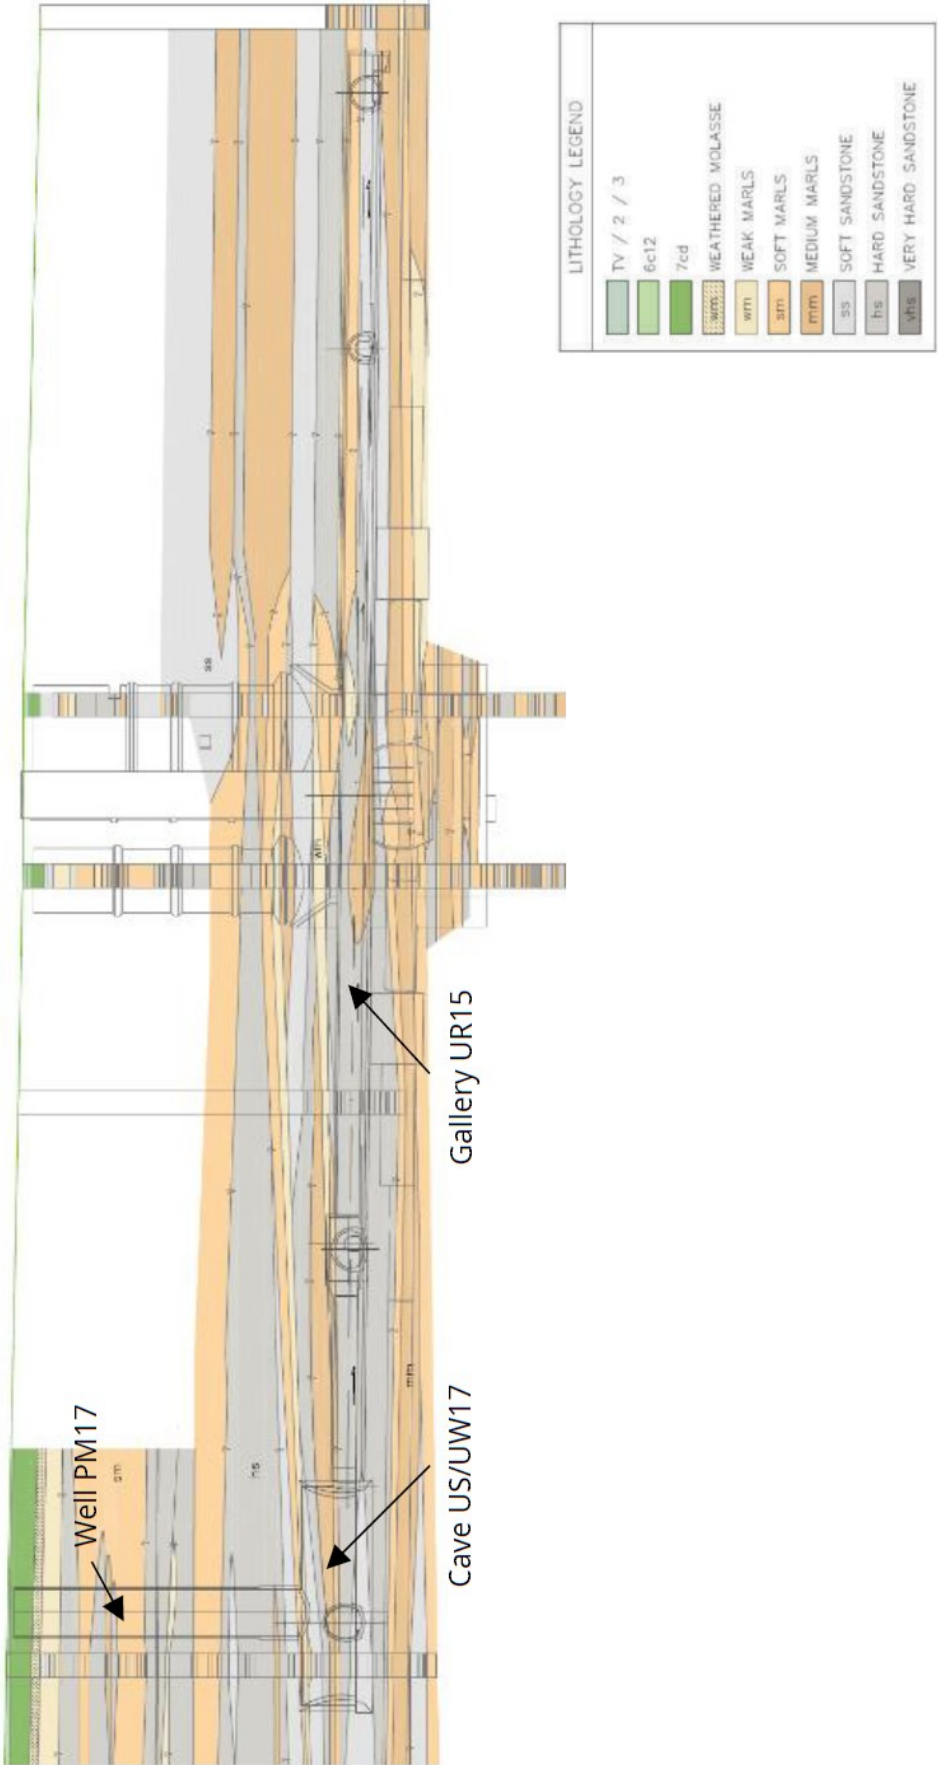 LITHOLOGY LEGEND
TV / 2 / 3
6c12
7cd
wm WEATHERED MOLASSE
wm WEAK MARLS
sm SOFT MARLS
mm MEDIUM MARLS
ss SOFT SANDSTONE
hs HARD SANDSTONE
vhs VERY HARD SANDSTONE
Well PM17
sm
hs
wm
ss
mm
Cave US/UW17
Gallery UR15